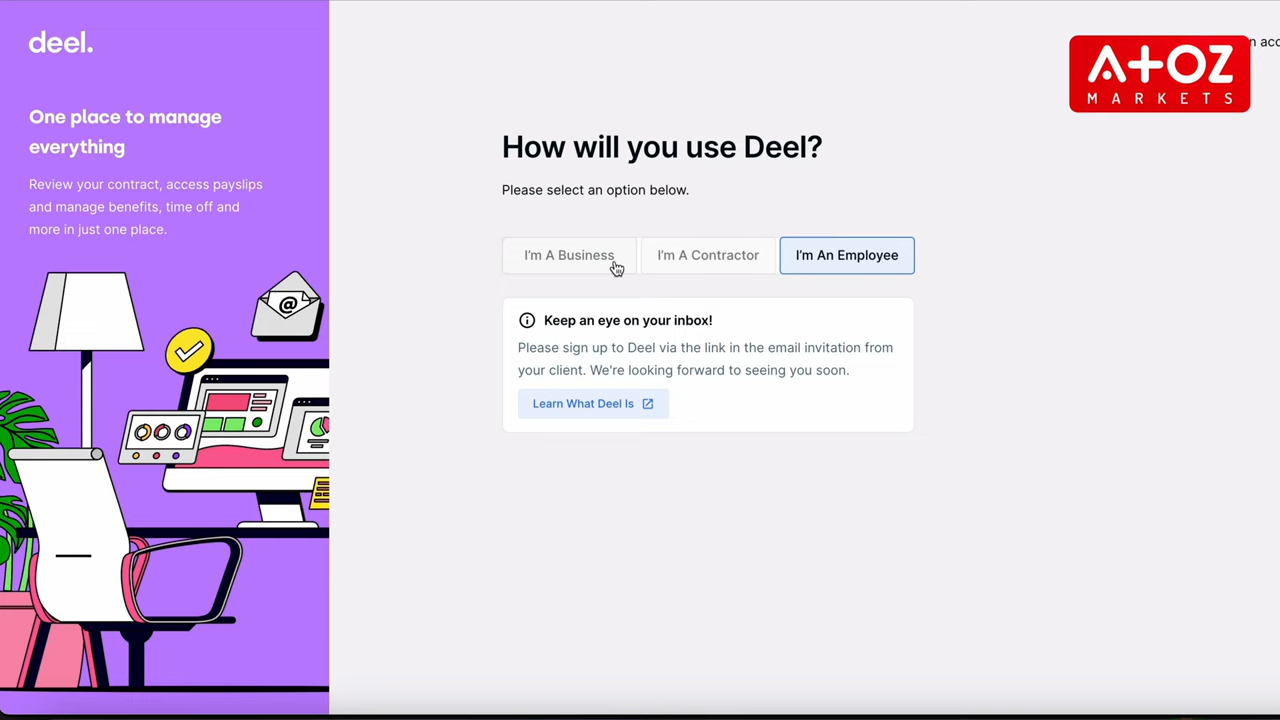 deel.
One place to manage
everything
Review your contract, access payslips
and manage benefits, time off and
more in just one place.
@
A+OZ
MARKETS
How will you use Deel?
Please select an option below.
I'm A Business
I'm A Contractor
I'm An Employee
Keep an eye on your inbox!
Please sign up to Deel via the link in the email invitation from
your client. We're looking forward to seeing you soon.
Learn What Deel Is